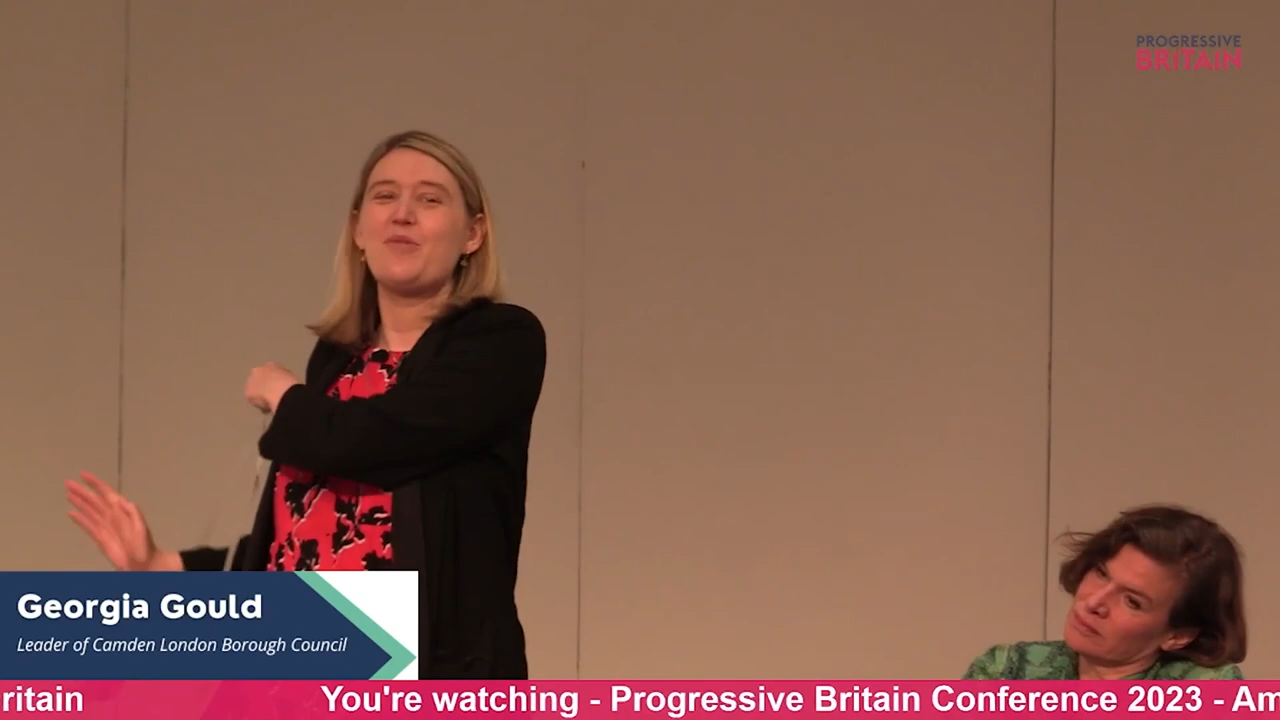 PROGRESSIVE
BRITAIN
Georgia Gould
Leader of Camden London Borough Council
ritain You're watching - Progressive Britain Conference 2023 - Am